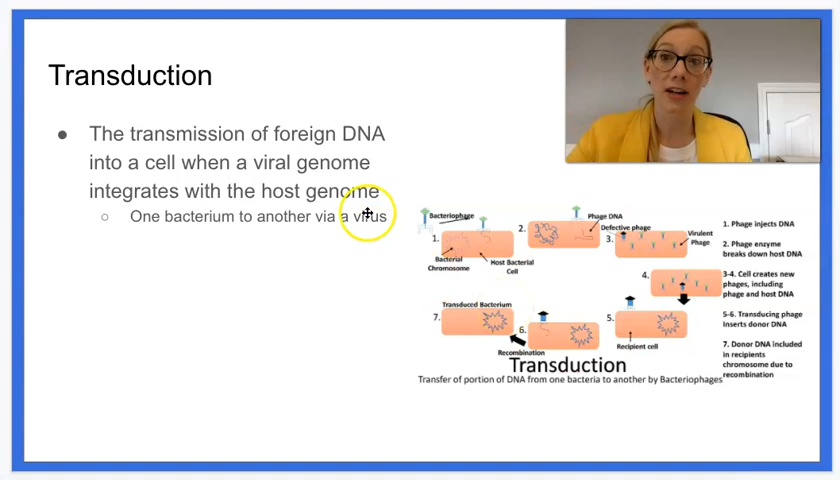 Transduction
● The transmission of foreign DNA
into a cell when a viral genome
integrates with the host genome
○ One bacterium to another via a virus
Bacteriophage
1.
Bacterial
Chromosome
Host Bacterial
Cell
2.
Phage DNA
Defective phage
3.
Virulent
Phage
4.
5.
Recipient cell
6.
Recombination
Transduced Bacterium
7.
1. Phage injects DNA
2. Phage enzyme
breaks down host DNA
3-4. Cell creates new
phages, including
phage and host DNA
5-6. Transducing phage
Inserts donor DNA
7. Donor DNA included
in recipients
chromosome due to
recombination
Transduction
Transfer of portion of DNA from one bacteria to another by Bacteriophages